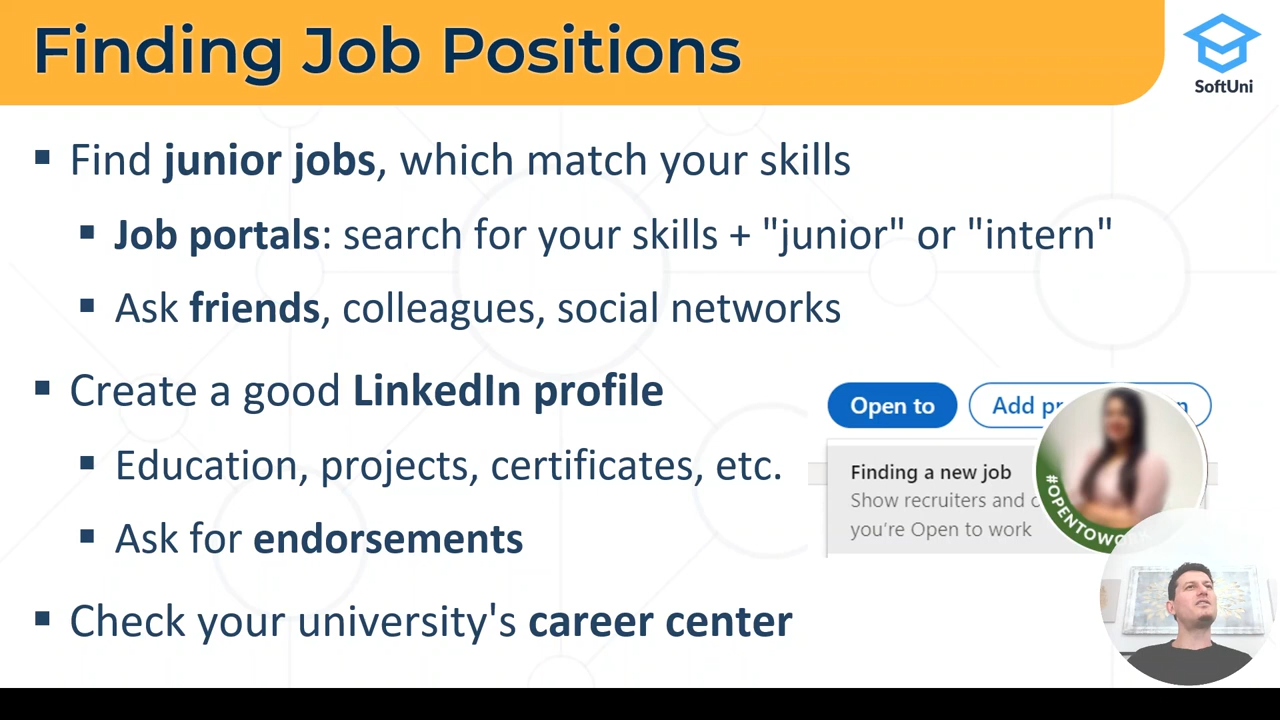 Finding Job Positions
SoftUni
▪ Find junior jobs, which match your skills
▪ Job portals: search for your skills + "junior" or "intern"
▪ Ask friends, colleagues, social networks
▪ Create a good LinkedIn profile
▪ Education, projects, certificates, etc.
▪ Ask for endorsements
▪ Check your university's career center
Open to
Add
Finding a new job
Show recruiters and
you're Open to work
#OPENTOWORK